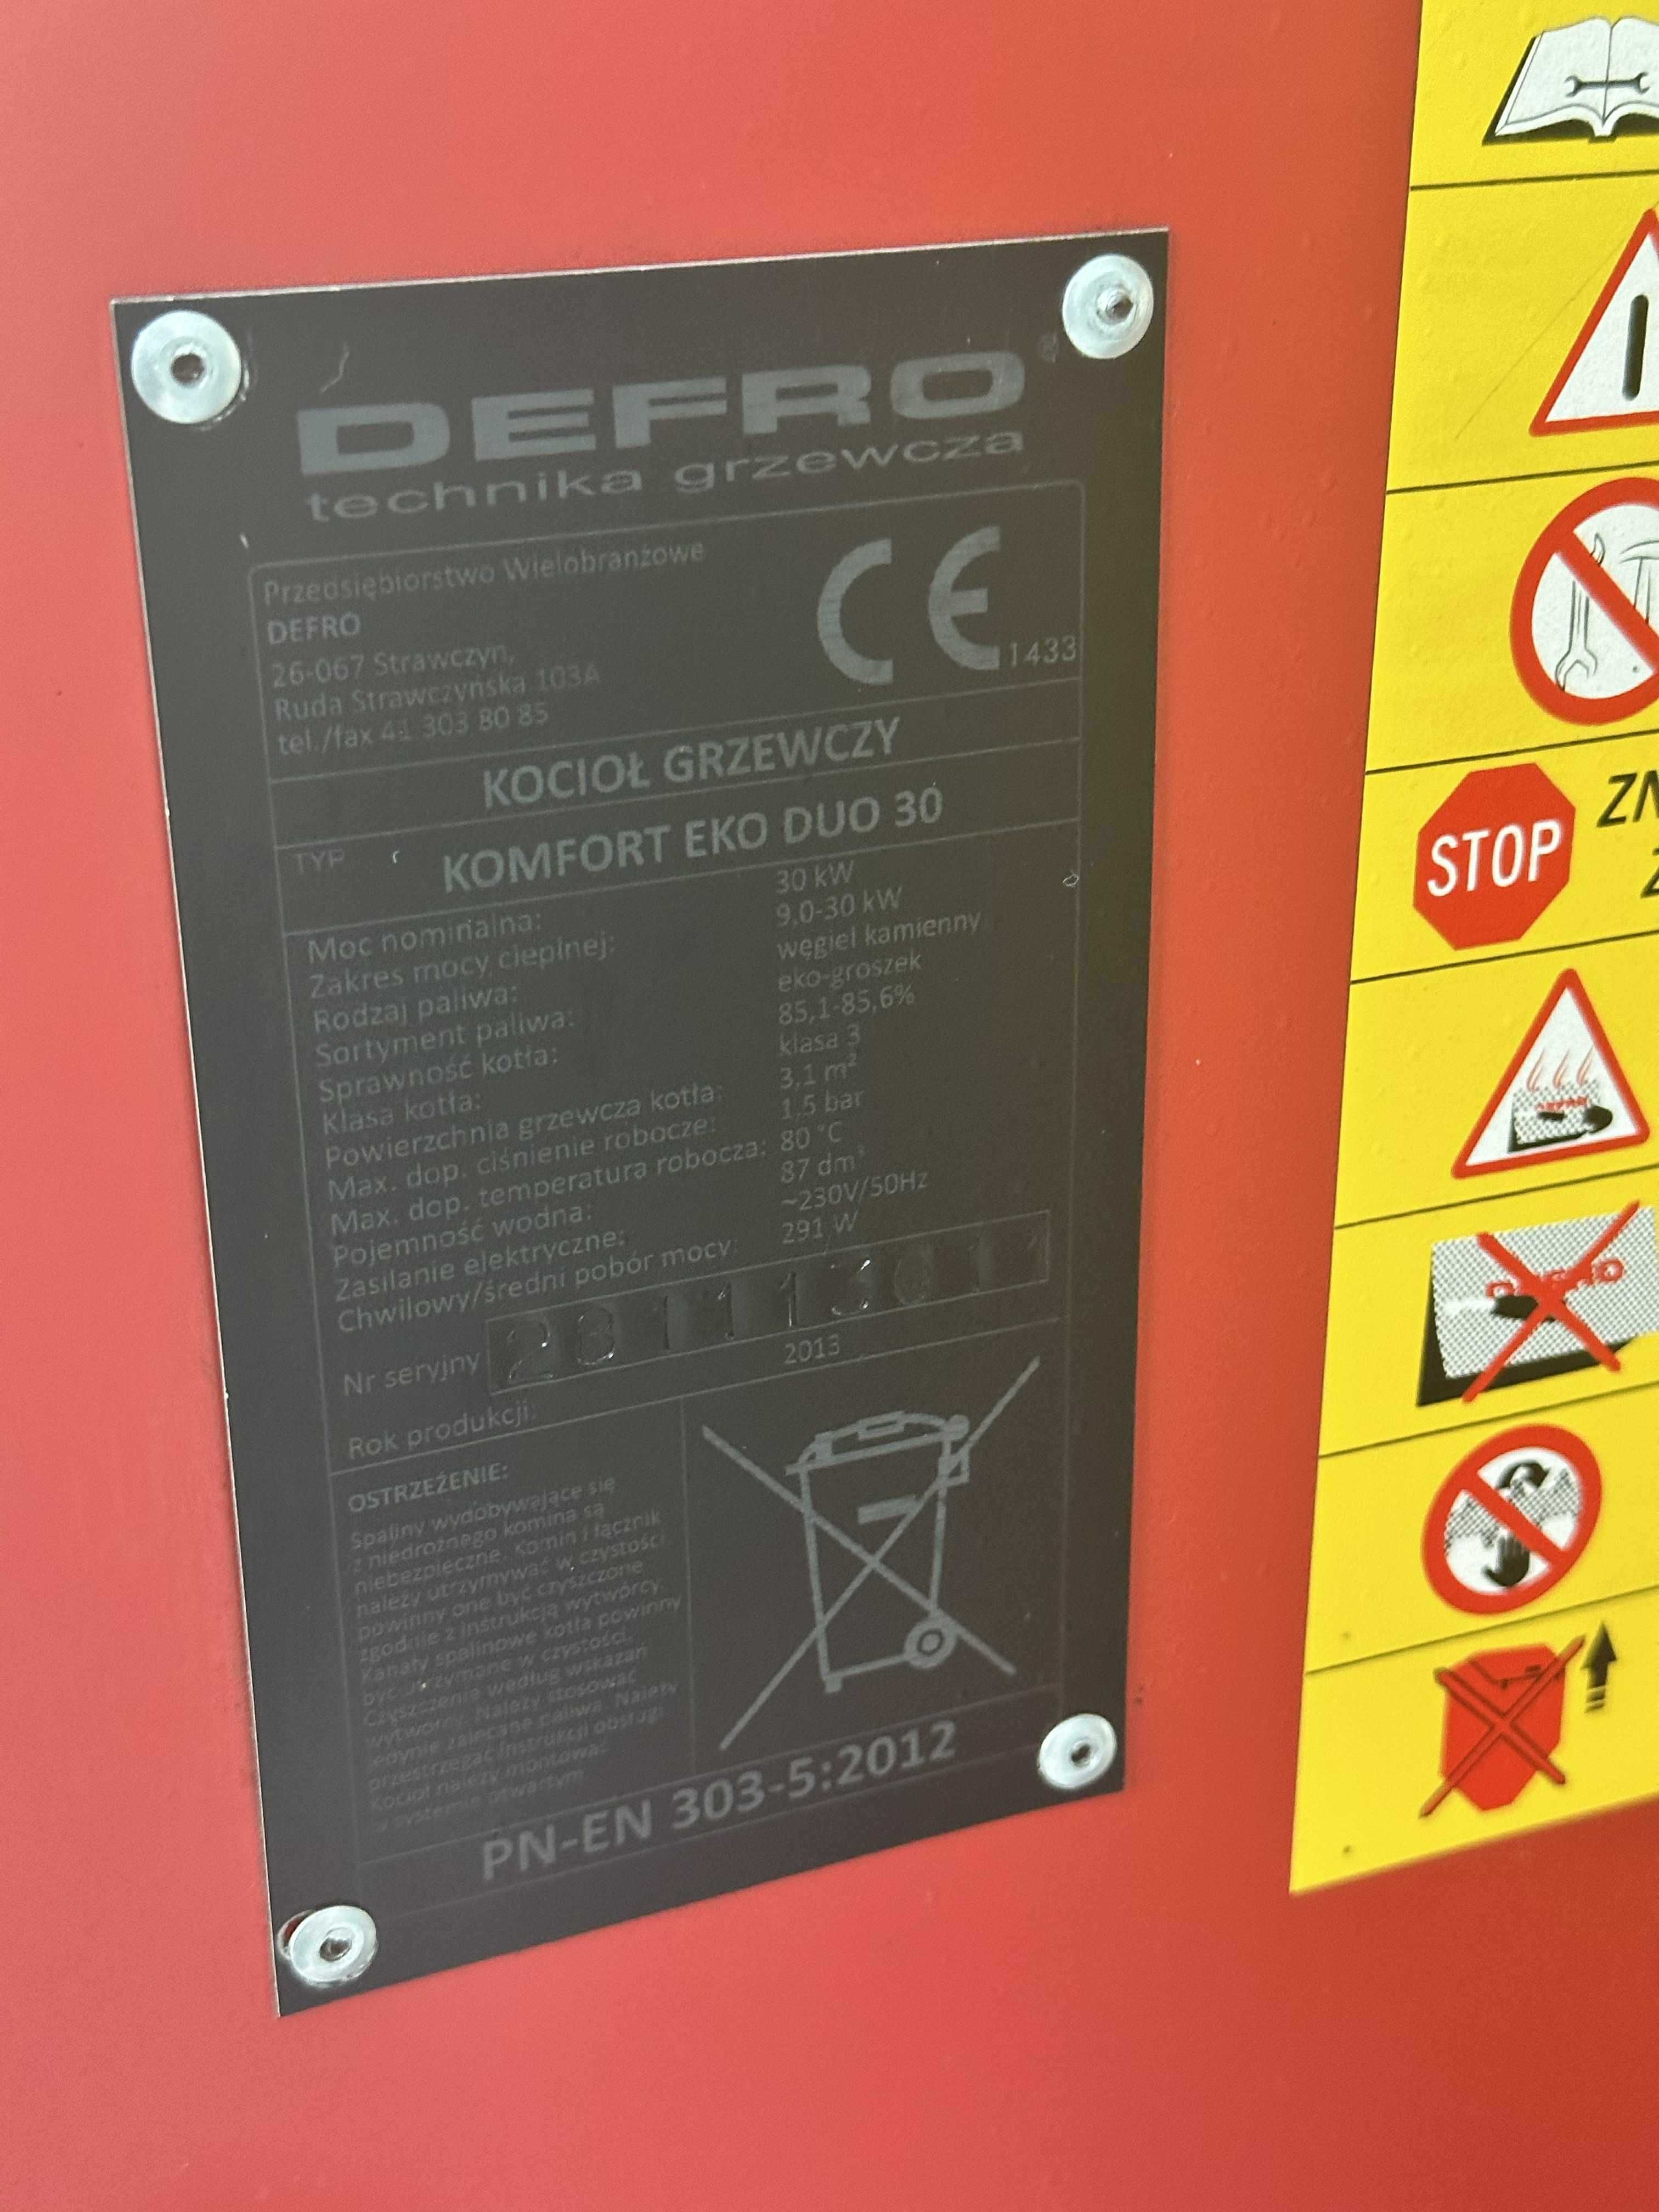 DEFRO®
technika grzewcza
Przedsiębiorstwo Wielobranżowe
DEFRO
26-067 Strawczyn,
Ruda Strawczyńska 103A
tel./fax 41 303 80 85
CE 1433
KOCIOŁ GRZEWCZY
TYP KOMFORT EKO DUO 30
Moc nominalna: 30 kW
Zakres mocy cieplnej: 9,0-30 kW
Rodzaj paliwa: węgiel kamienny
Sortyment paliwa: eko-groszek
Sprawność kotła: 85,1-85,6%
Klasa kotła: klasa 3
Powierzchnia grzewcza kotła: 3,1 m²
Max. dop. ciśnienie robocze: 1,5 bar
Max. dop. temperatura robocza: 80 °C
Pojemność wodna: 87 dm³
Zasilanie elektryczne: ~230V/50Hz
Chwilowy/średni pobór mocy: 291 W
Nr seryjny
Rok produkcji: 2013
OSTRZEŻENIE:
Spaliny wydobywające się
z niedrożnego komina są
niebezpieczne. Komin i łącznik
należy utrzymywać w czystości,
powinny one być czyszczone
zgodnie z instrukcją wytwórcy.
Kanały spalinowe kotła powinny
być utrzymane w czystości.
Czyszczenie według wskazań
wytwórcy. Należy stosować
jedynie zalecane paliwa. Należy
przestrzegać instrukcji obsługi.
Kocioł należy montować
w systemie otwartym
PN-EN 303-5:2012
STOP
DEFRO